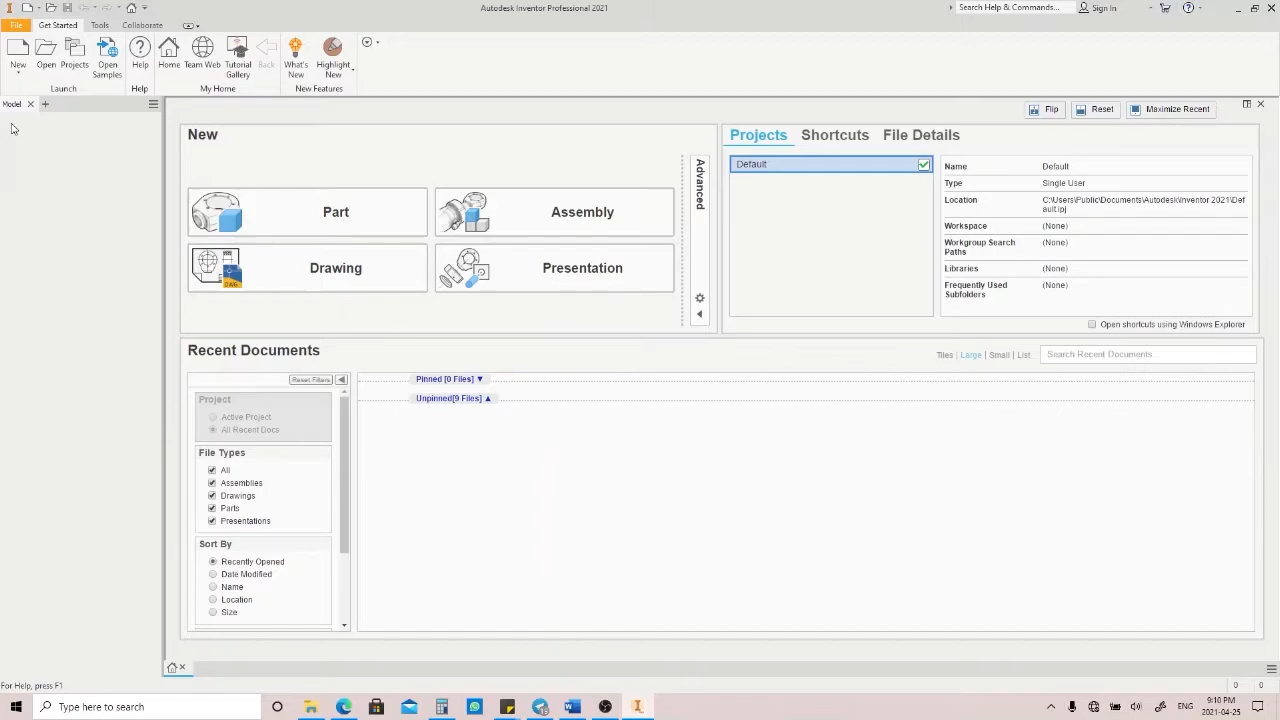 Autodesk Inventor Professional 2021
Search Help & Commands...
Sign In
File
Get Started
Tools
Collaborate
New
Open
Projects
Open Samples
Help
Home
Team Web
Tutorial Gallery
Back
What's New
Highlight New
Launch
Help
My Home
New Features
Model
Flip
Reset
Maximize Recent
New
Part
Assembly
Drawing
DWG
Presentation
Advanced
Projects
Shortcuts
File Details
Default
Name Default
Type Single User
Location C:\Users\Public\Documents\Autodesk\Inventor 2021\Def
ault.ipj
Workspace (None)
Workgroup Search (None)
Paths
Libraries (None)
Frequently Used (None)
Subfolders
Open shortcuts using Windows Explorer
Recent Documents
Tiles | Large | Small | List
Search Recent Documents...
Reset Filters
Pinned [0 Files] ▼
Unpinned[9 Files] ▲
Project
Active Project
All Recent Docs
File Types
All
Assemblies
Drawings
Parts
Presentations
Sort By
Recently Opened
Date Modified
Name
Location
Size
For Help, press F1
0 0
Type here to search
ENG
9:10 PM
2021-04-25